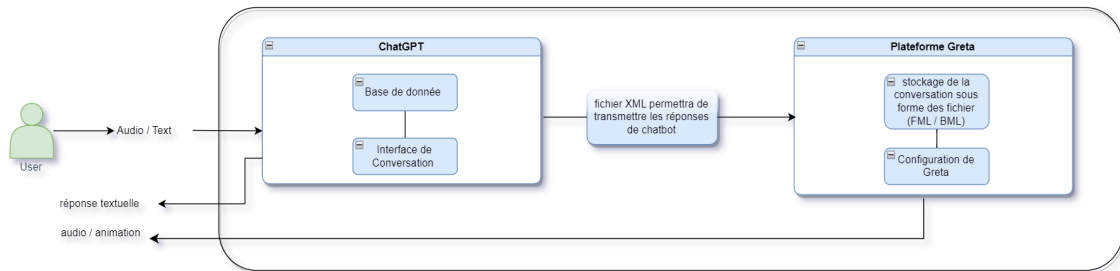 User
Audio / Text
réponse textuelle
audio / animation
ChatGPT
Base de donnée
Interface de
Conversation
fichier XML permettra de
transmettre les réponses
de chatbot
Plateforme Greta
stockage de la
conversation sous
forme des fichier
(FML / BML)
Configuration de
Greta